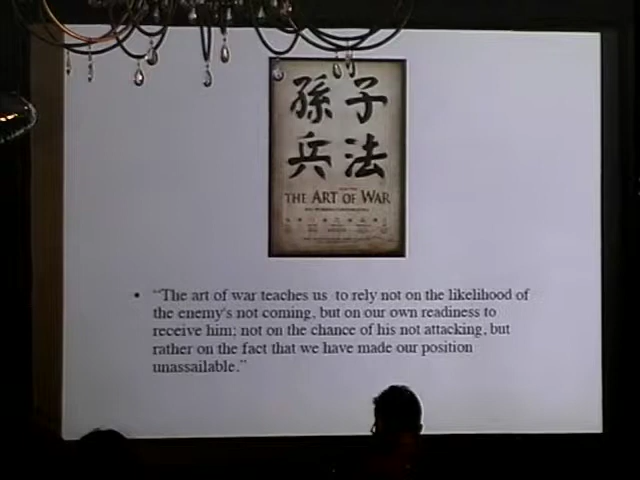 孫子
兵法
THE ART OF WAR
• “The art of war teaches us to rely not on the likelihood of
the enemy's not coming, but on our own readiness to
receive him; not on the chance of his not attacking, but
rather on the fact that we have made our position
unassailable.”